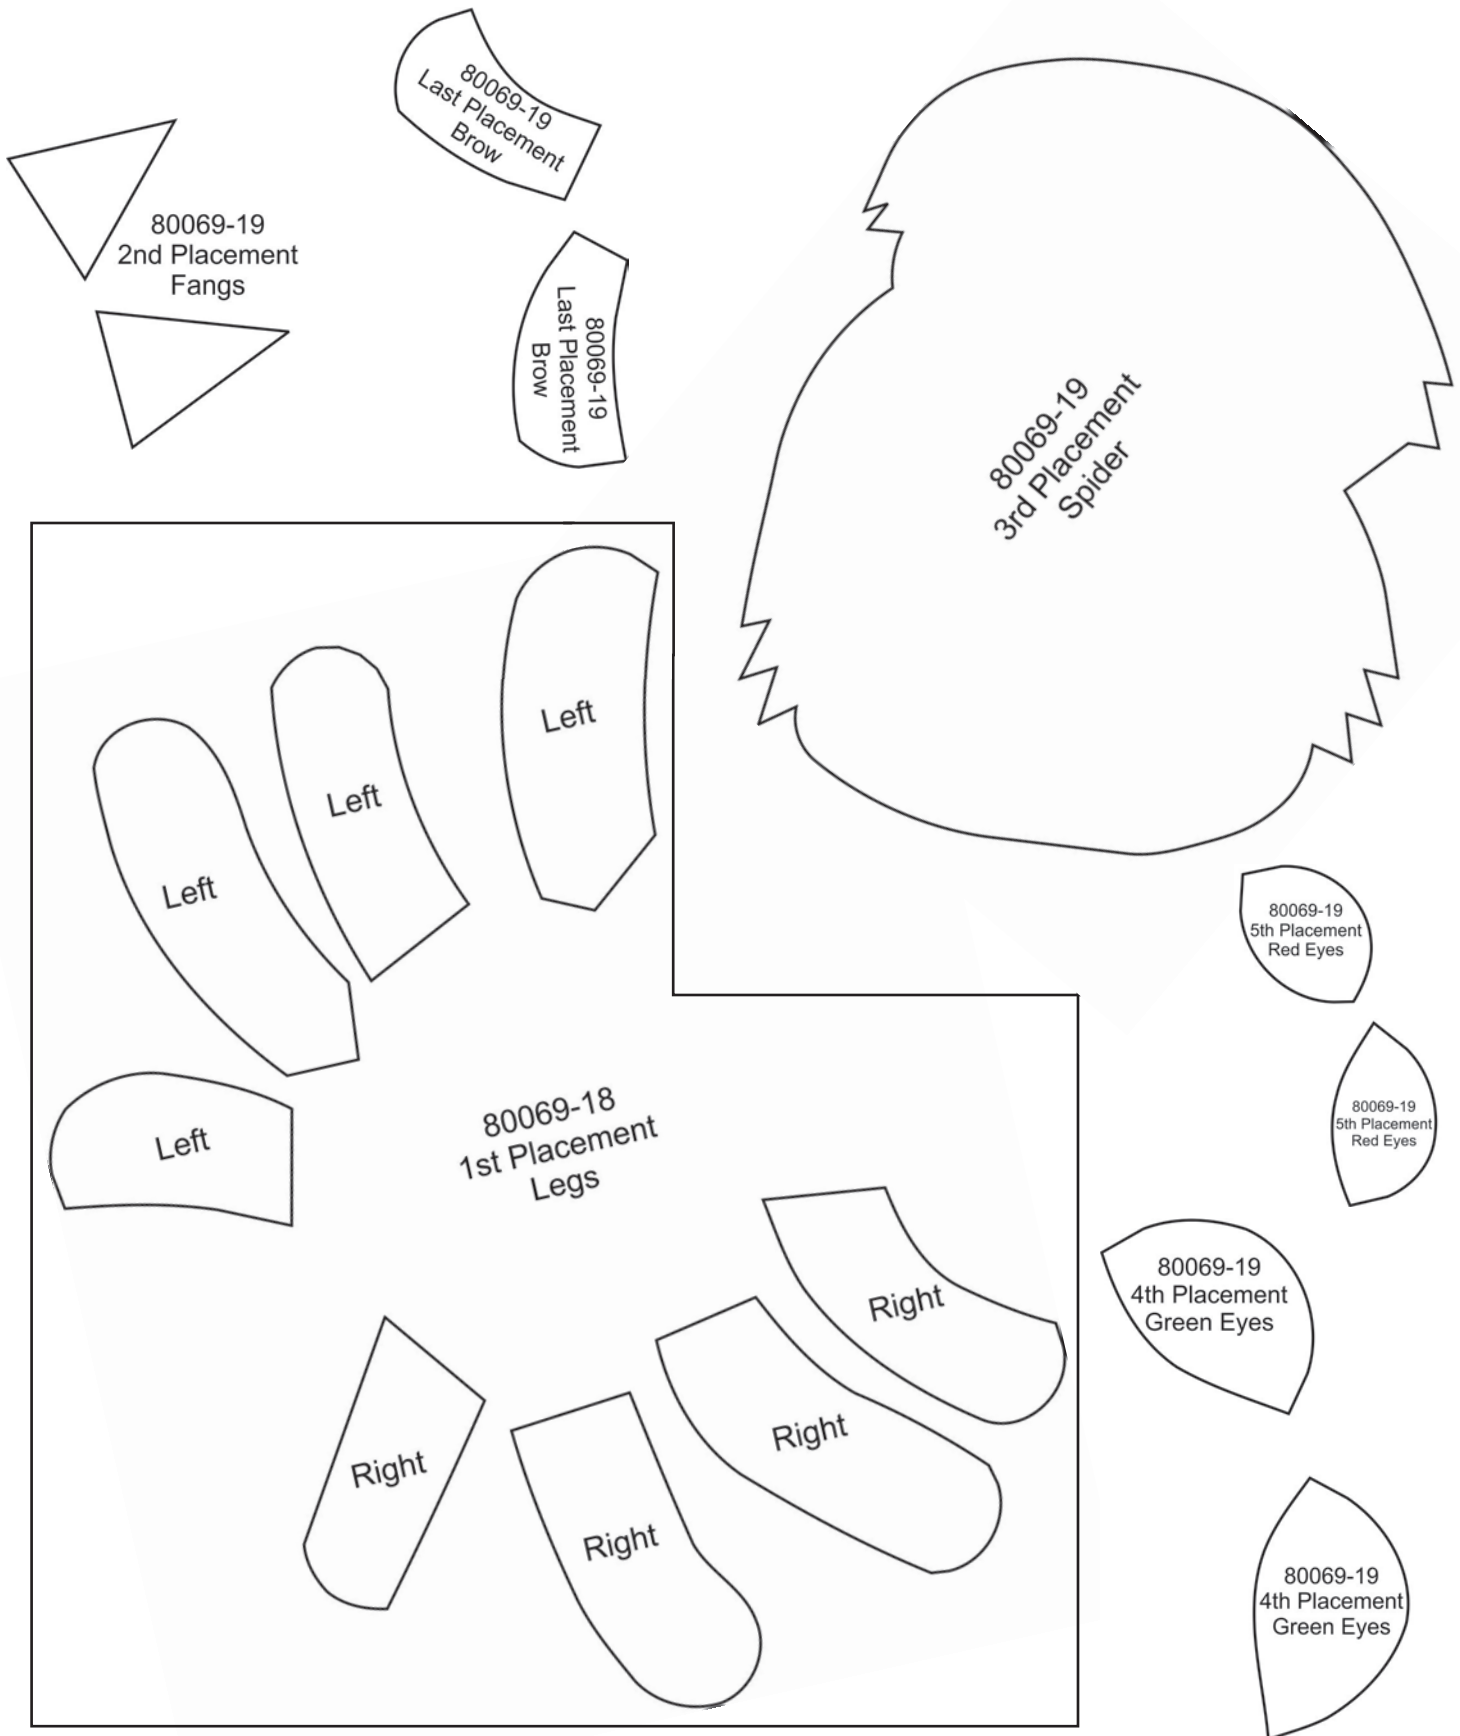 80069-19
Last Placement
Brow
80069-19
2nd Placement
Fangs
80069-19
Last Placement
Brow
80069-19
3rd Placement
Spider
Left
Left
Left
Left
80069-18
1st Placement
Legs
Right
Right
Right
Right
80069-19
5th Placement
Red Eyes
80069-19
5th Placement
Red Eyes
80069-19
4th Placement
Green Eyes
80069-19
4th Placement
Green Eyes